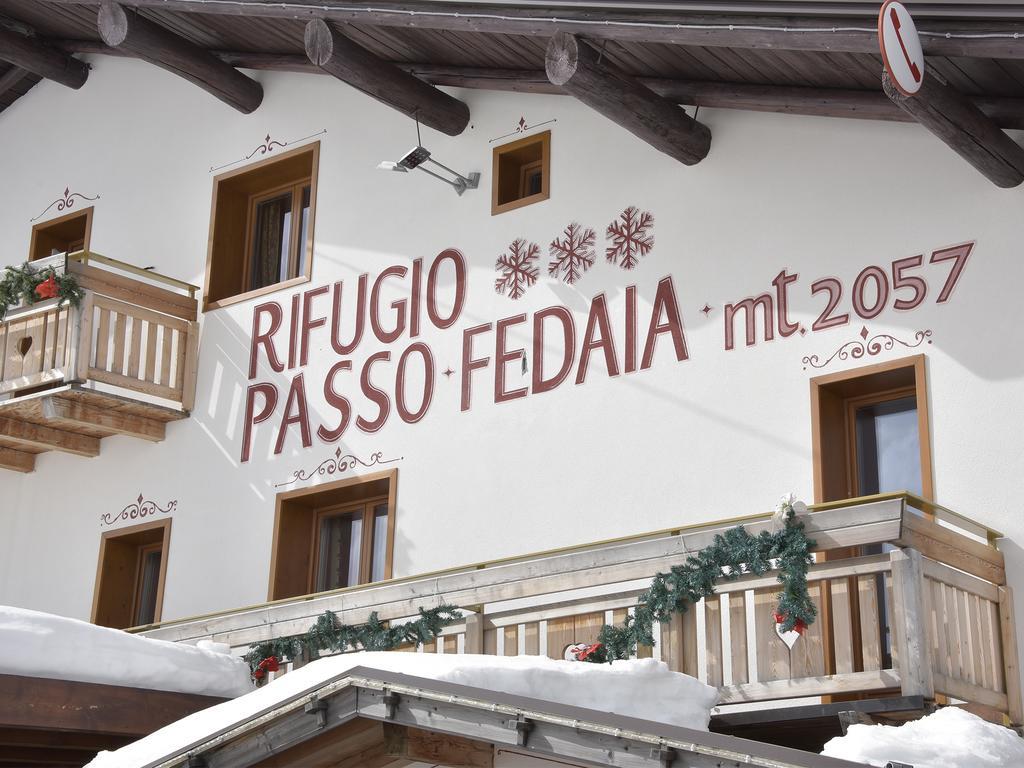 RIFUGIO
PASSO · FEDAIA · mt. 2057